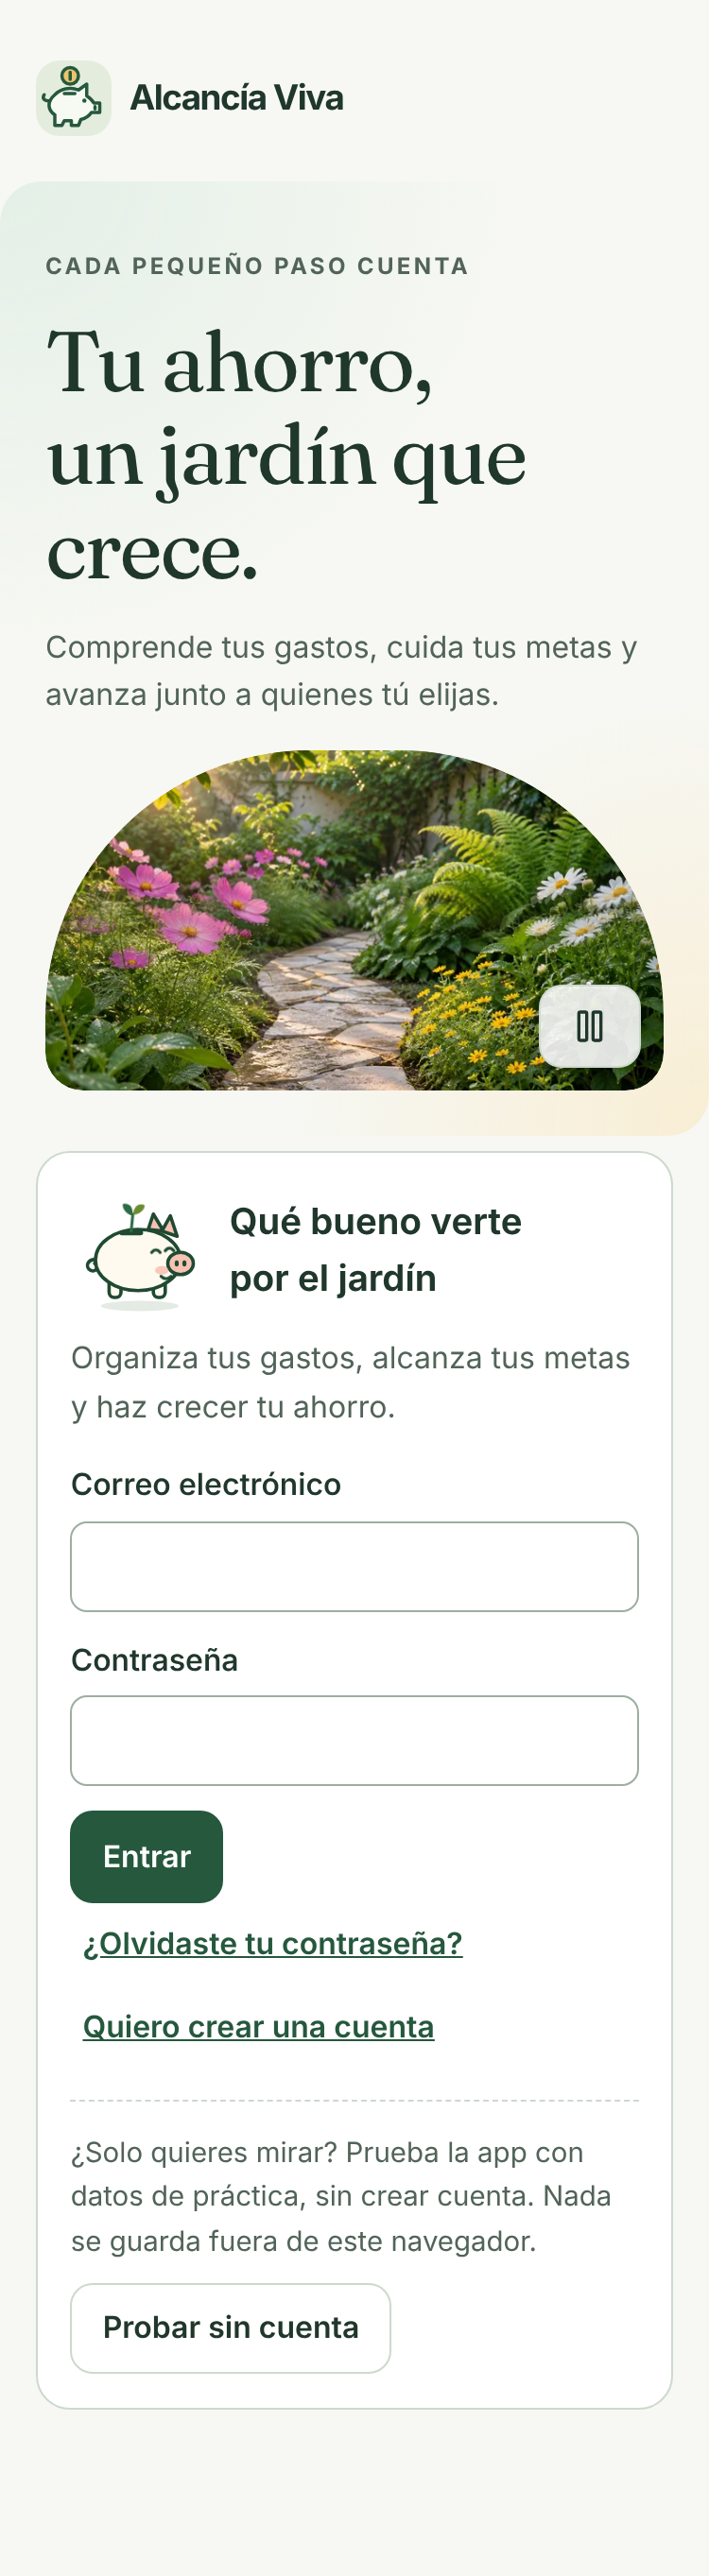 Alcancía Viva
CADA PEQUEÑO PASO CUENTA
Tu ahorro,
un jardín que
crece.
Comprende tus gastos, cuida tus metas y
avanza junto a quienes tú elijas.
Qué bueno verte
por el jardín
Organiza tus gastos, alcanza tus metas
y haz crecer tu ahorro.
Correo electrónico
Contraseña
Entrar
¿Olvidaste tu contraseña?
Quiero crear una cuenta
¿Solo quieres mirar? Prueba la app con
datos de práctica, sin crear cuenta. Nada
se guarda fuera de este navegador.
Probar sin cuenta